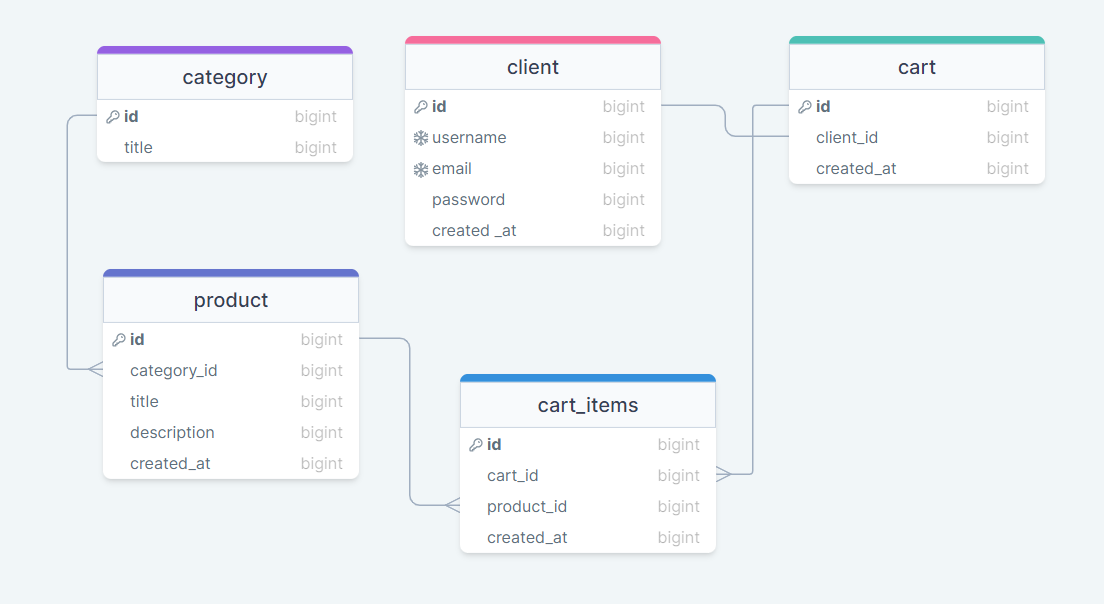 category
id bigint
title bigint
client
id bigint
username bigint
email bigint
password bigint
created _at bigint
cart
id bigint
client_id bigint
created_at bigint
product
id bigint
category_id bigint
title bigint
description bigint
created_at bigint
cart_items
id bigint
cart_id bigint
product_id bigint
created_at bigint